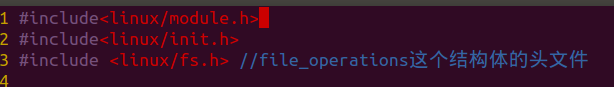 1 #include<linux/module.h>
2 #include<linux/init.h>
3 #include <linux/fs.h> //file_operations这个结构体的头文件
4